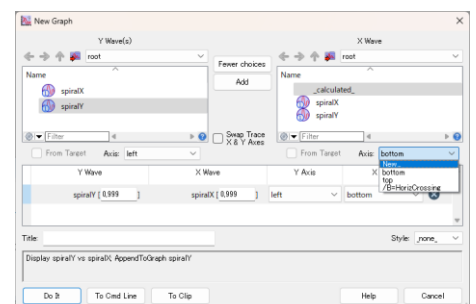 New Graph
Y Wave(s)
X Wave
root
Fewer choices
root
Name
Add
Name
spiralX
_calculated_
spiralY
spiralX
spiralY
Filter
Swap Trace
X & Y Axes
Filter
From Target Axis: left
From Target Axis: bottom
New...
bottom
top
/B=HorizCrossing
Y Wave
X Wave
Y Axis
X
spiralY [ 0,999 ]
spiralX [ 0,999 ]
left
bottom
Title:
Style: _none_
Display spiralY vs spiralX; AppendToGraph spiralY
Do It
To Cmd Line
To Clip
Help
Cancel